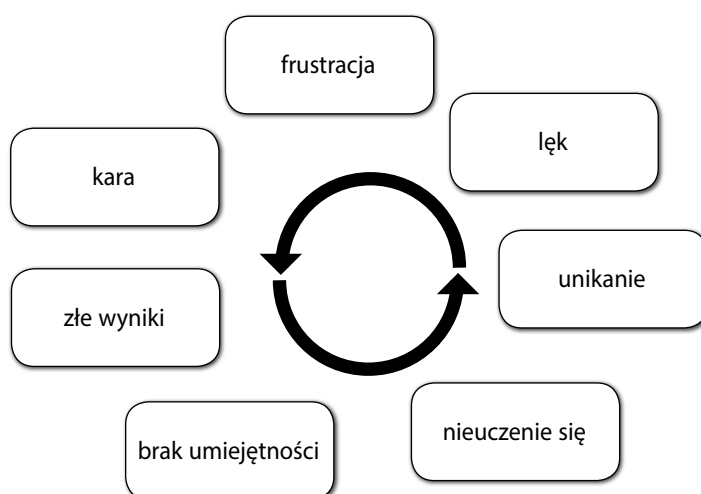 frustracja
lęk
kara
unikanie
złe wyniki
nieuczenie się
brak umiejętności